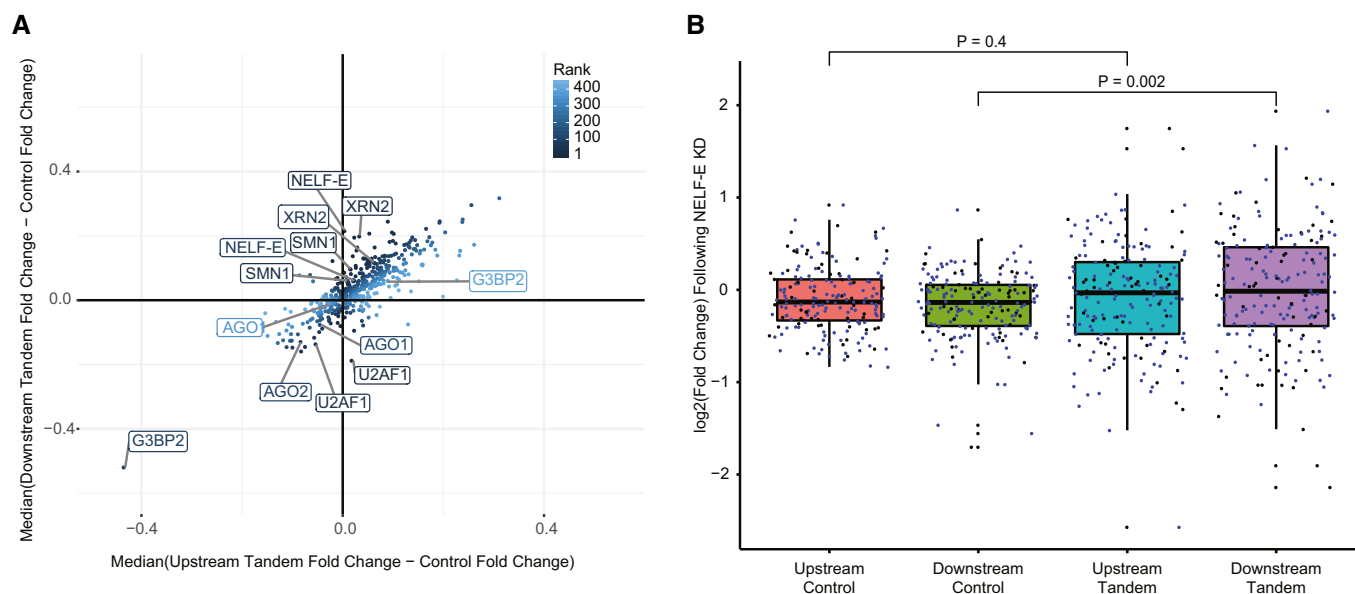 A
Median(Downstream Tandem Fold Change − Control Fold Change)
0.4
0.0
−0.4
−0.4
0.0
0.4
Median(Upstream Tandem Fold Change − Control Fold Change)
Rank
400
300
200
100
1
NELF-E
XRN2
XRN2
SMN1
NELF-E
SMN1
G3BP2
AGO1
AGO1
U2AF1
AGO2
U2AF1
G3BP2
B
P = 0.4
P = 0.002
log2(Fold Change) Following NELF-E KD
2
1
0
−1
−2
Upstream
Control
Downstream
Control
Upstream
Tandem
Downstream
Tandem